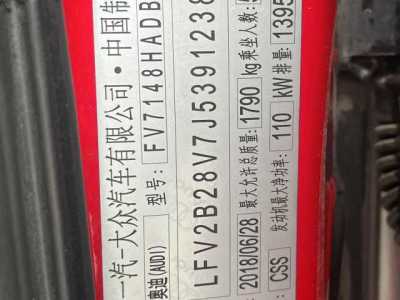 一汽-大众汽车有限公司·中国制
奥迪(AUDI) 型号: FV7148HADB
LFV2B28V7J5391238
2018/06/28 最大允许总质量: 1790 kg 乘坐人数:
CSS 发动机最大净功率: 110 kW 排量: 1395